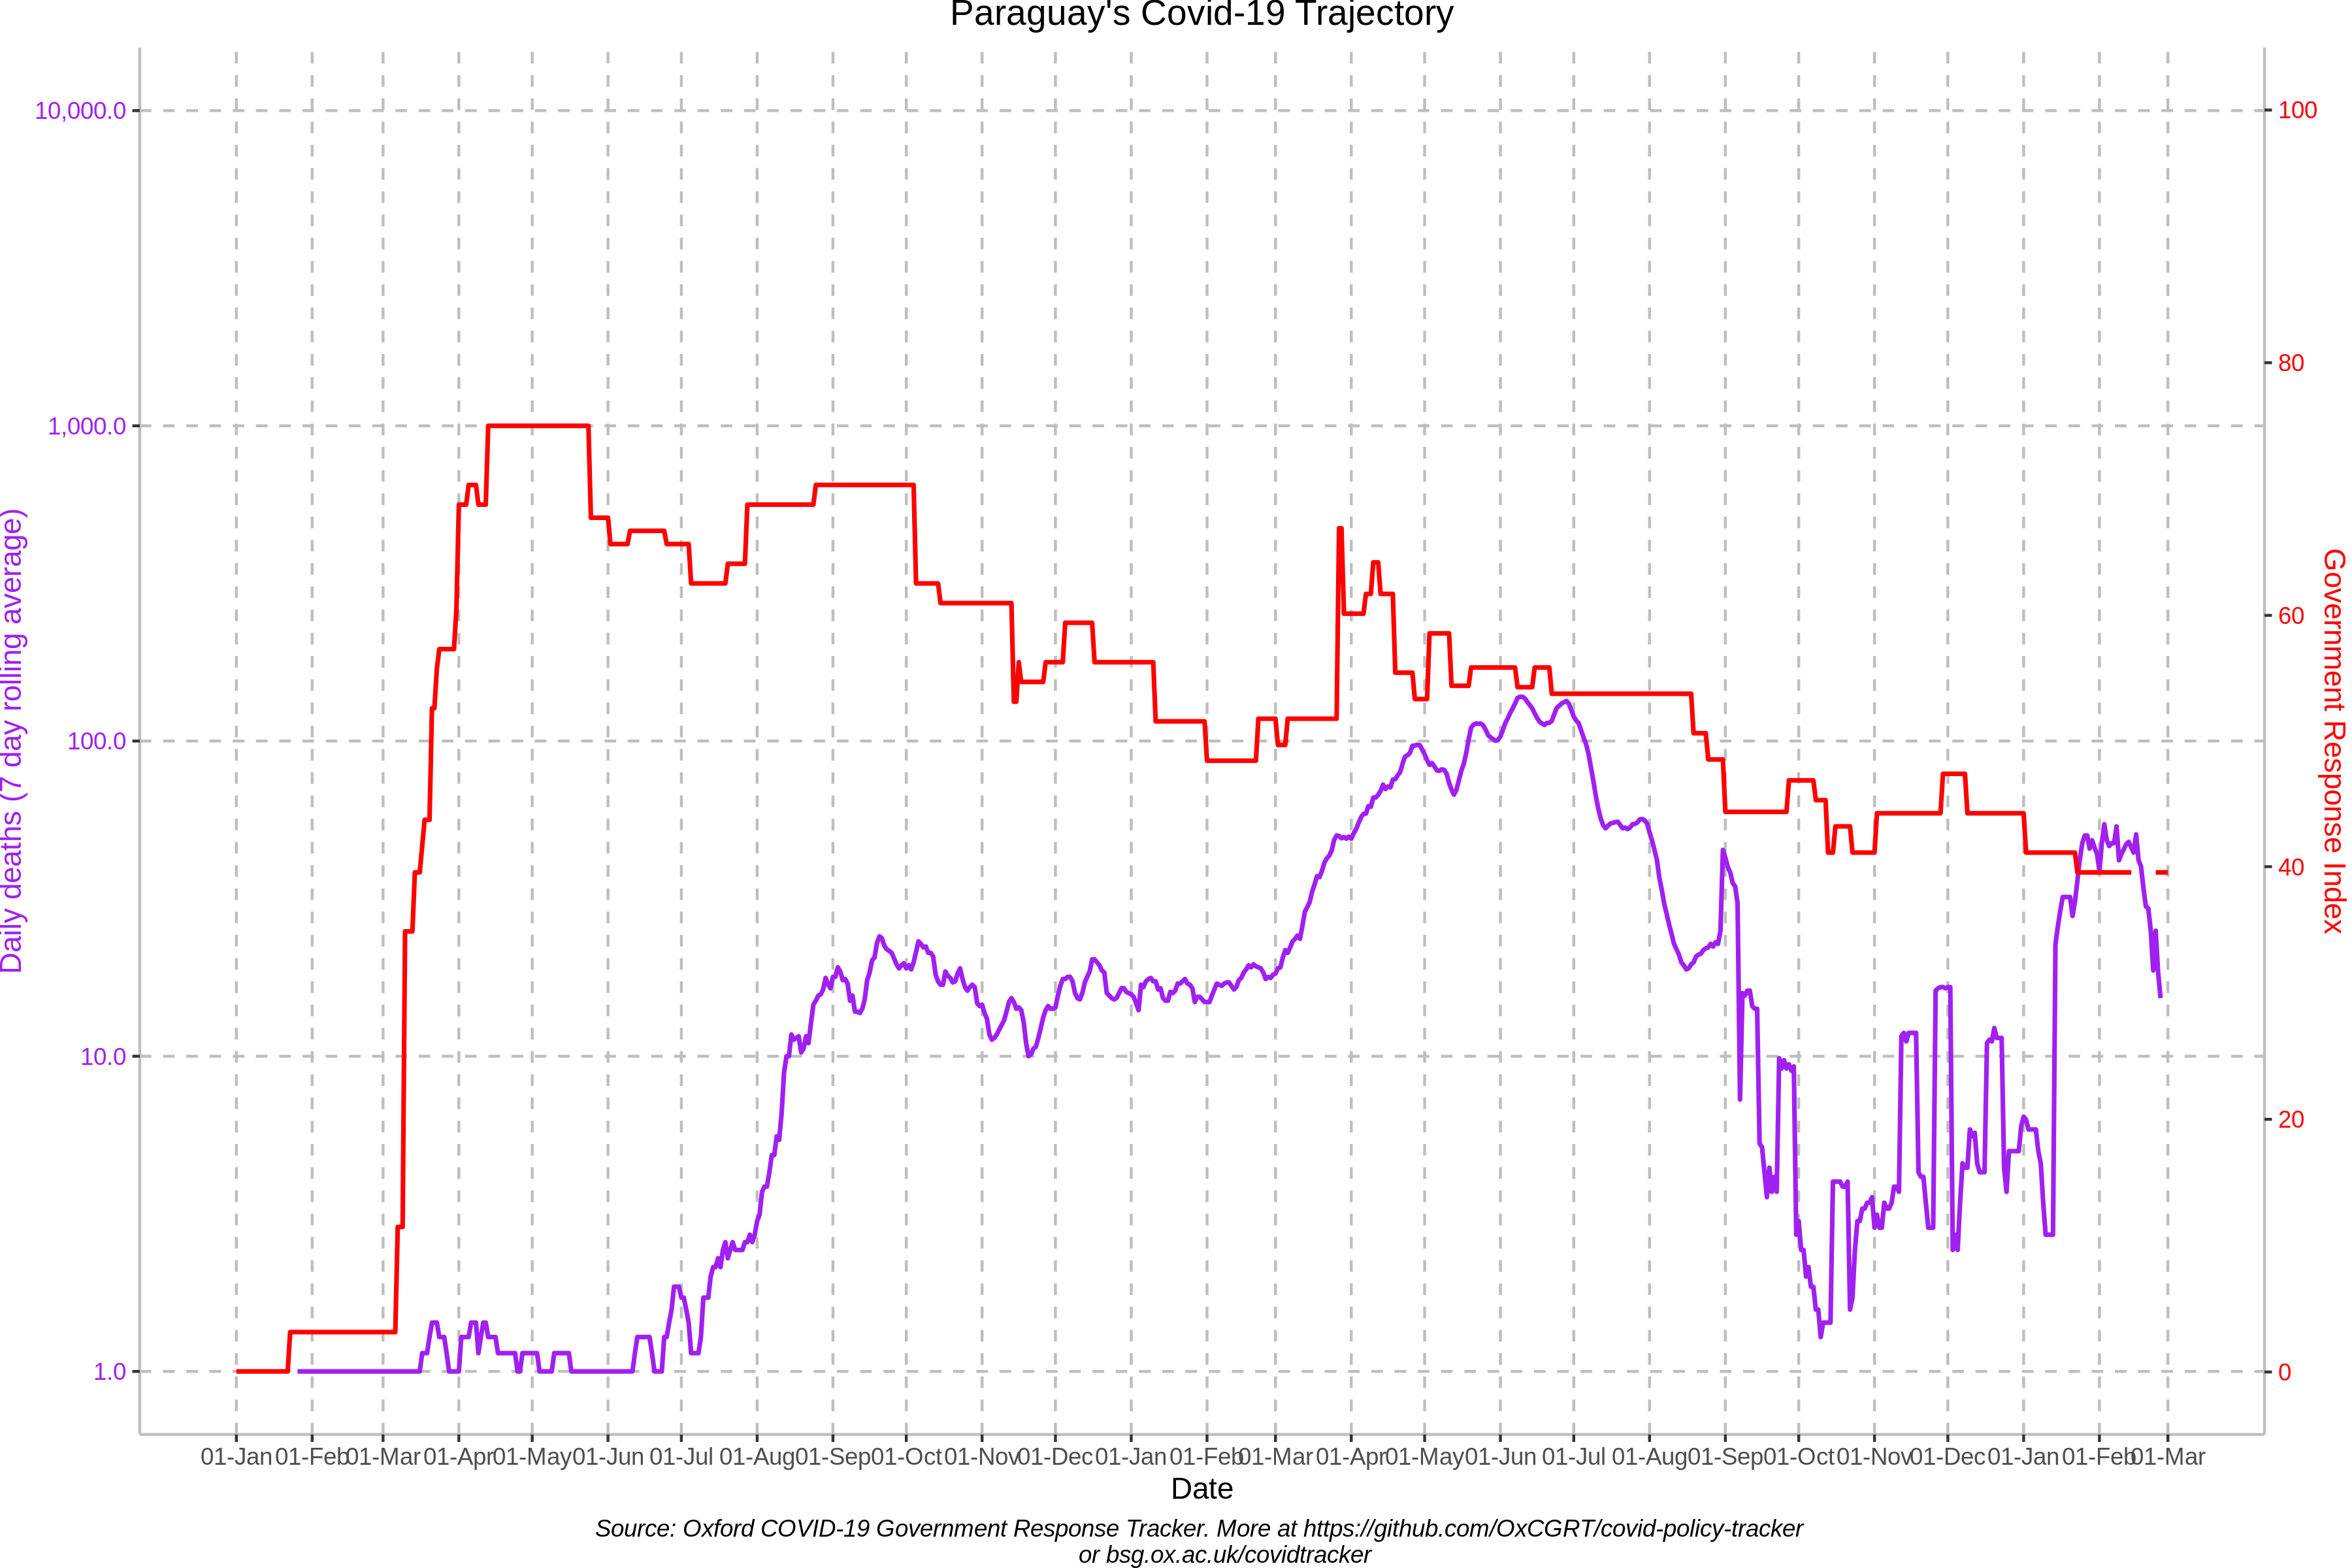 Paraguay's Covid-19 Trajectory
10,000.0
1,000.0
100.0
10.0
1.0
Daily deaths (7 day rolling average)
100
80
60
40
20
0
Government Response Index
01-Jan 01-Feb 01-Mar 01-Apr 01-May 01-Jun 01-Jul 01-Aug 01-Sep 01-Oct 01-Nov 01-Dec 01-Jan 01-Feb 01-Mar 01-Apr 01-May 01-Jun 01-Jul 01-Aug 01-Sep 01-Oct 01-Nov 01-Dec 01-Jan 01-Feb 01-Mar
Date
Source: Oxford COVID-19 Government Response Tracker. More at https://github.com/OxCGRT/covid-policy-tracker
or bsg.ox.ac.uk/covidtracker